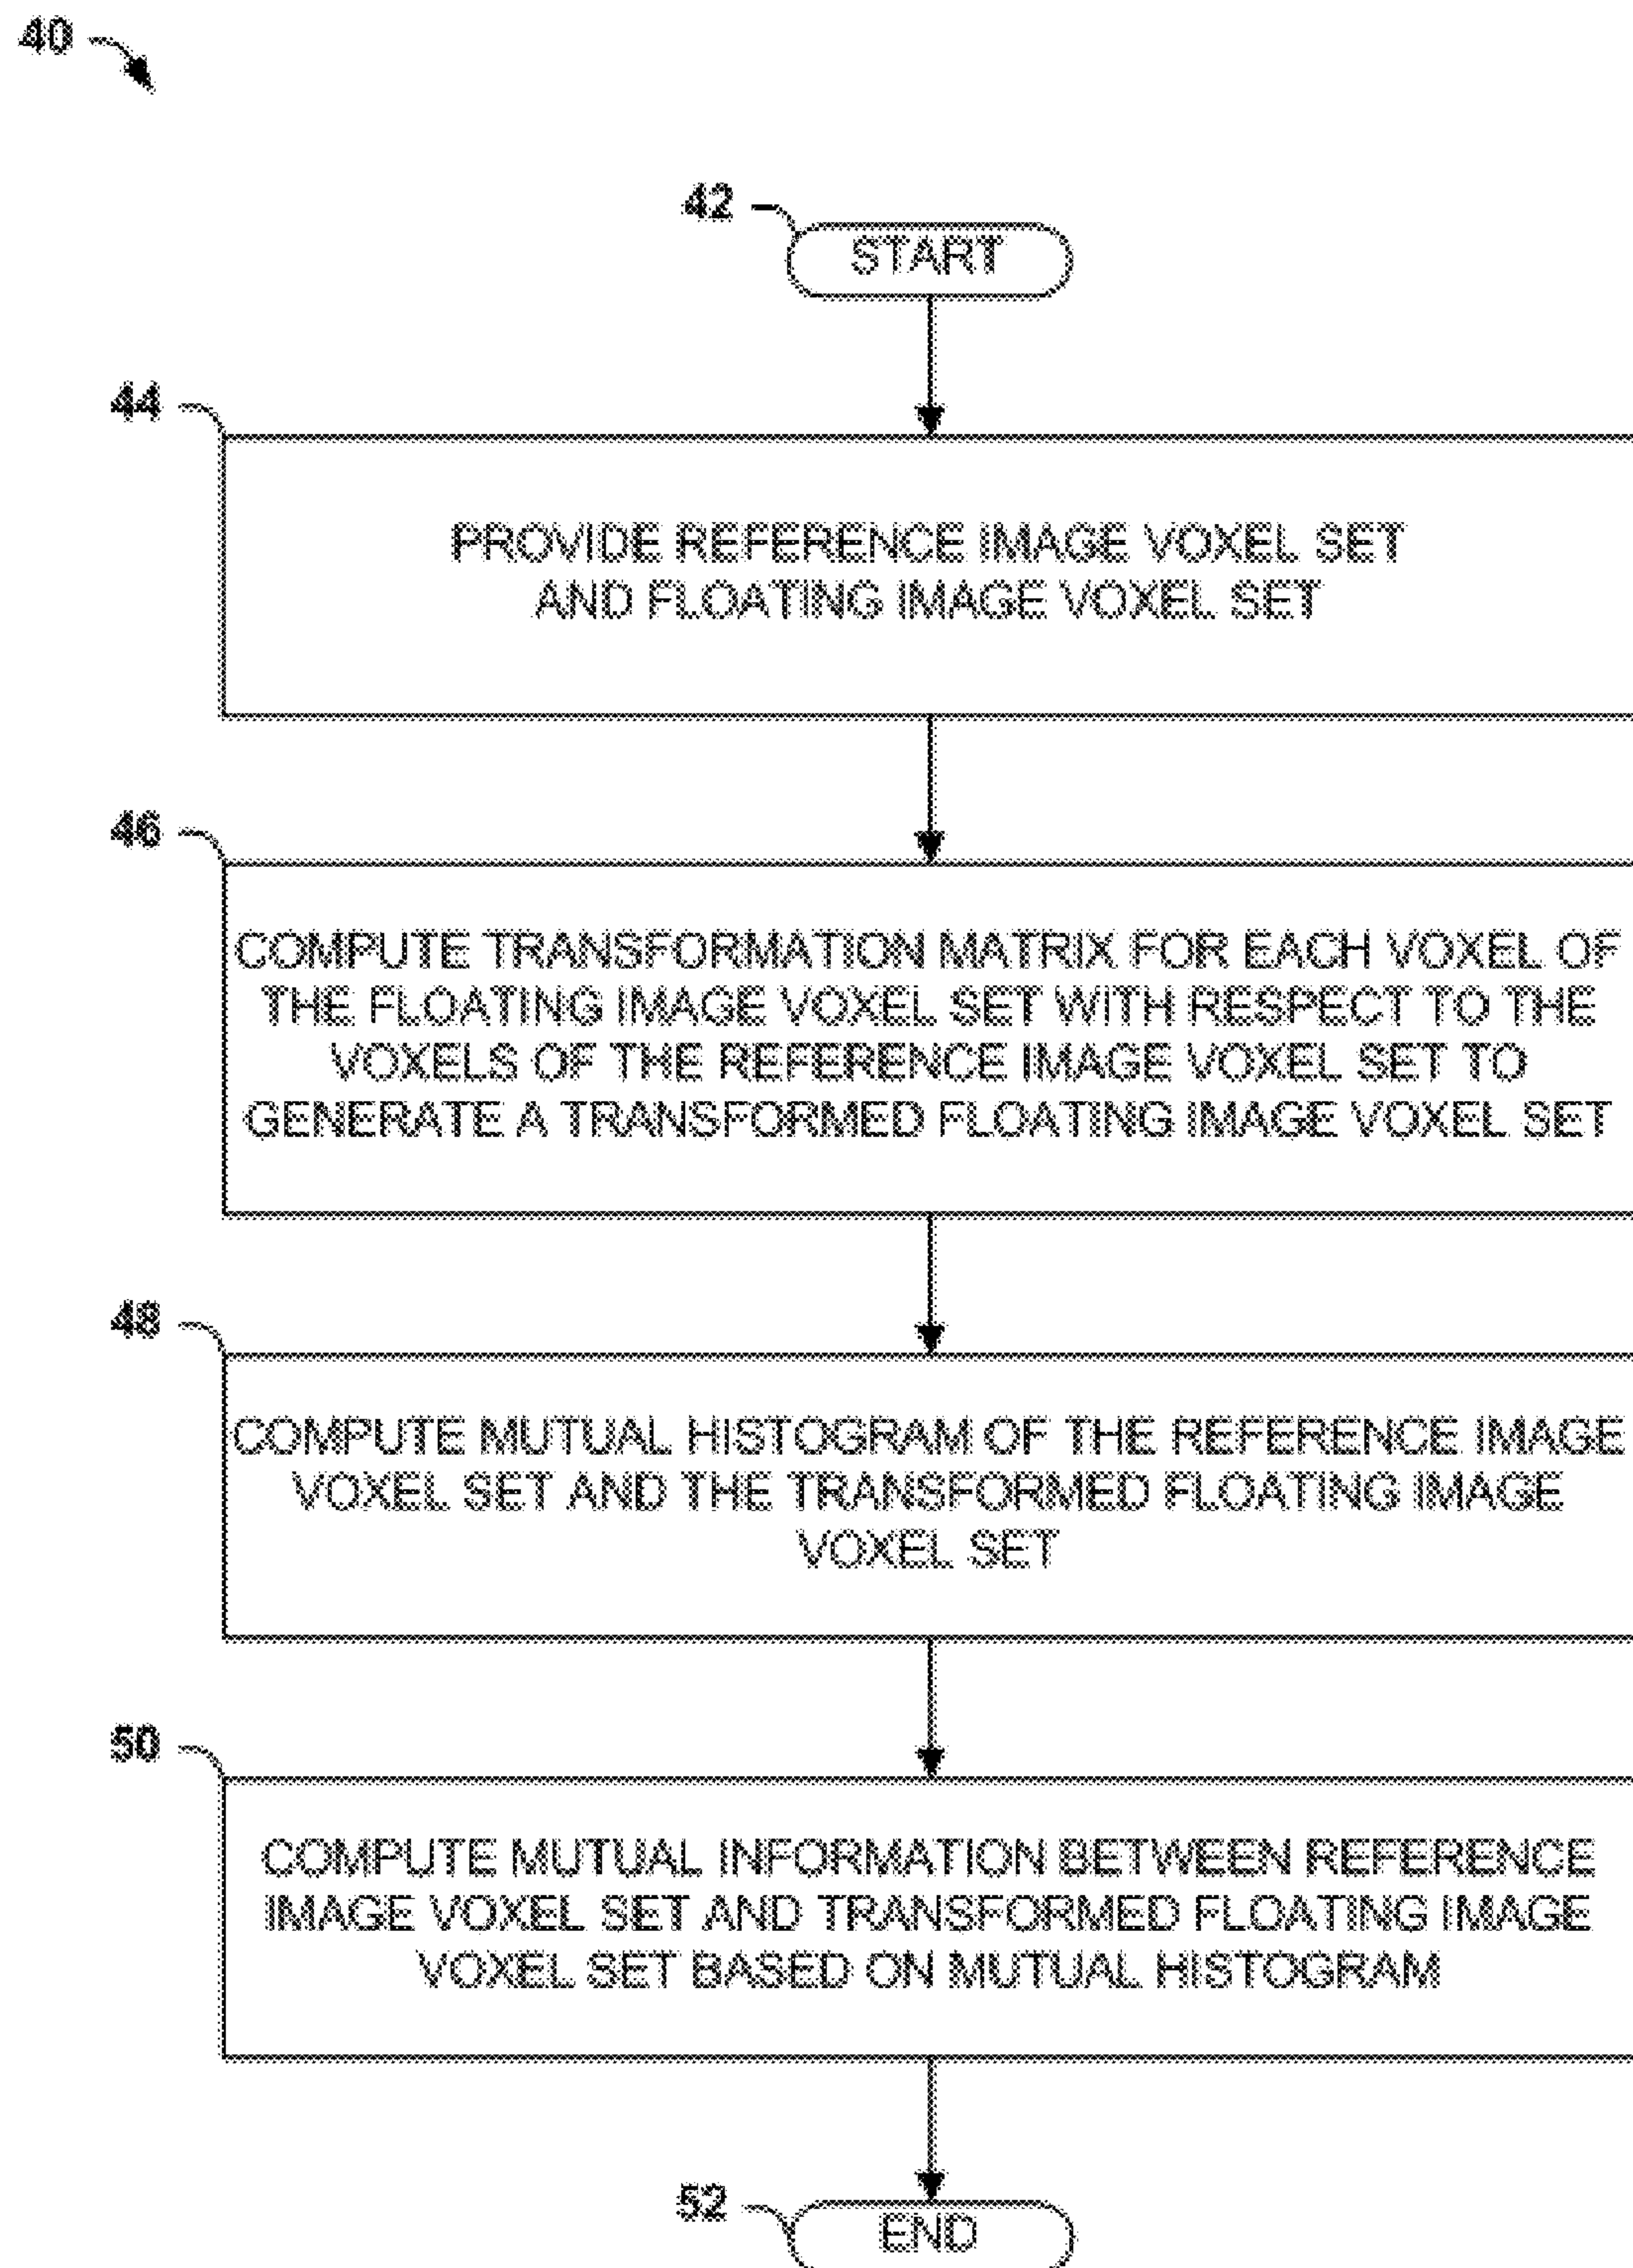 40
42
START
44
PROVIDE REFERENCE IMAGE VOXEL SET
AND FLOATING IMAGE VOXEL SET
46
COMPUTE TRANSFORMATION MATRIX FOR EACH VOXEL OF
THE FLOATING IMAGE VOXEL SET WITH RESPECT TO THE
VOXELS OF THE REFERENCE IMAGE VOXEL SET TO
GENERATE A TRANSFORMED FLOATING IMAGE VOXEL SET
48
COMPUTE MUTUAL HISTOGRAM OF THE REFERENCE IMAGE
VOXEL SET AND THE TRANSFORMED FLOATING IMAGE
VOXEL SET
50
COMPUTE MUTUAL INFORMATION BETWEEN REFERENCE
IMAGE VOXEL SET AND TRANSFORMED FLOATING IMAGE
VOXEL SET BASED ON MUTUAL HISTOGRAM
52
END